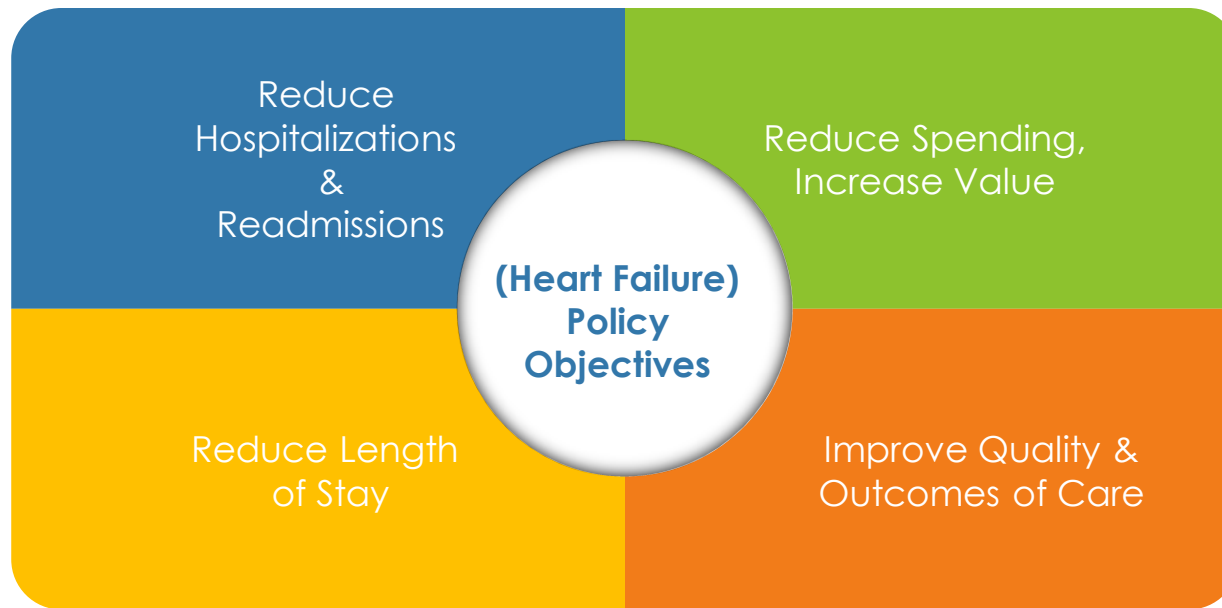 Reduce
Hospitalizations
&
Readmissions
Reduce Spending,
Increase Value
(Heart Failure)
Policy
Objectives
Reduce Length
of Stay
Improve Quality &
Outcomes of Care